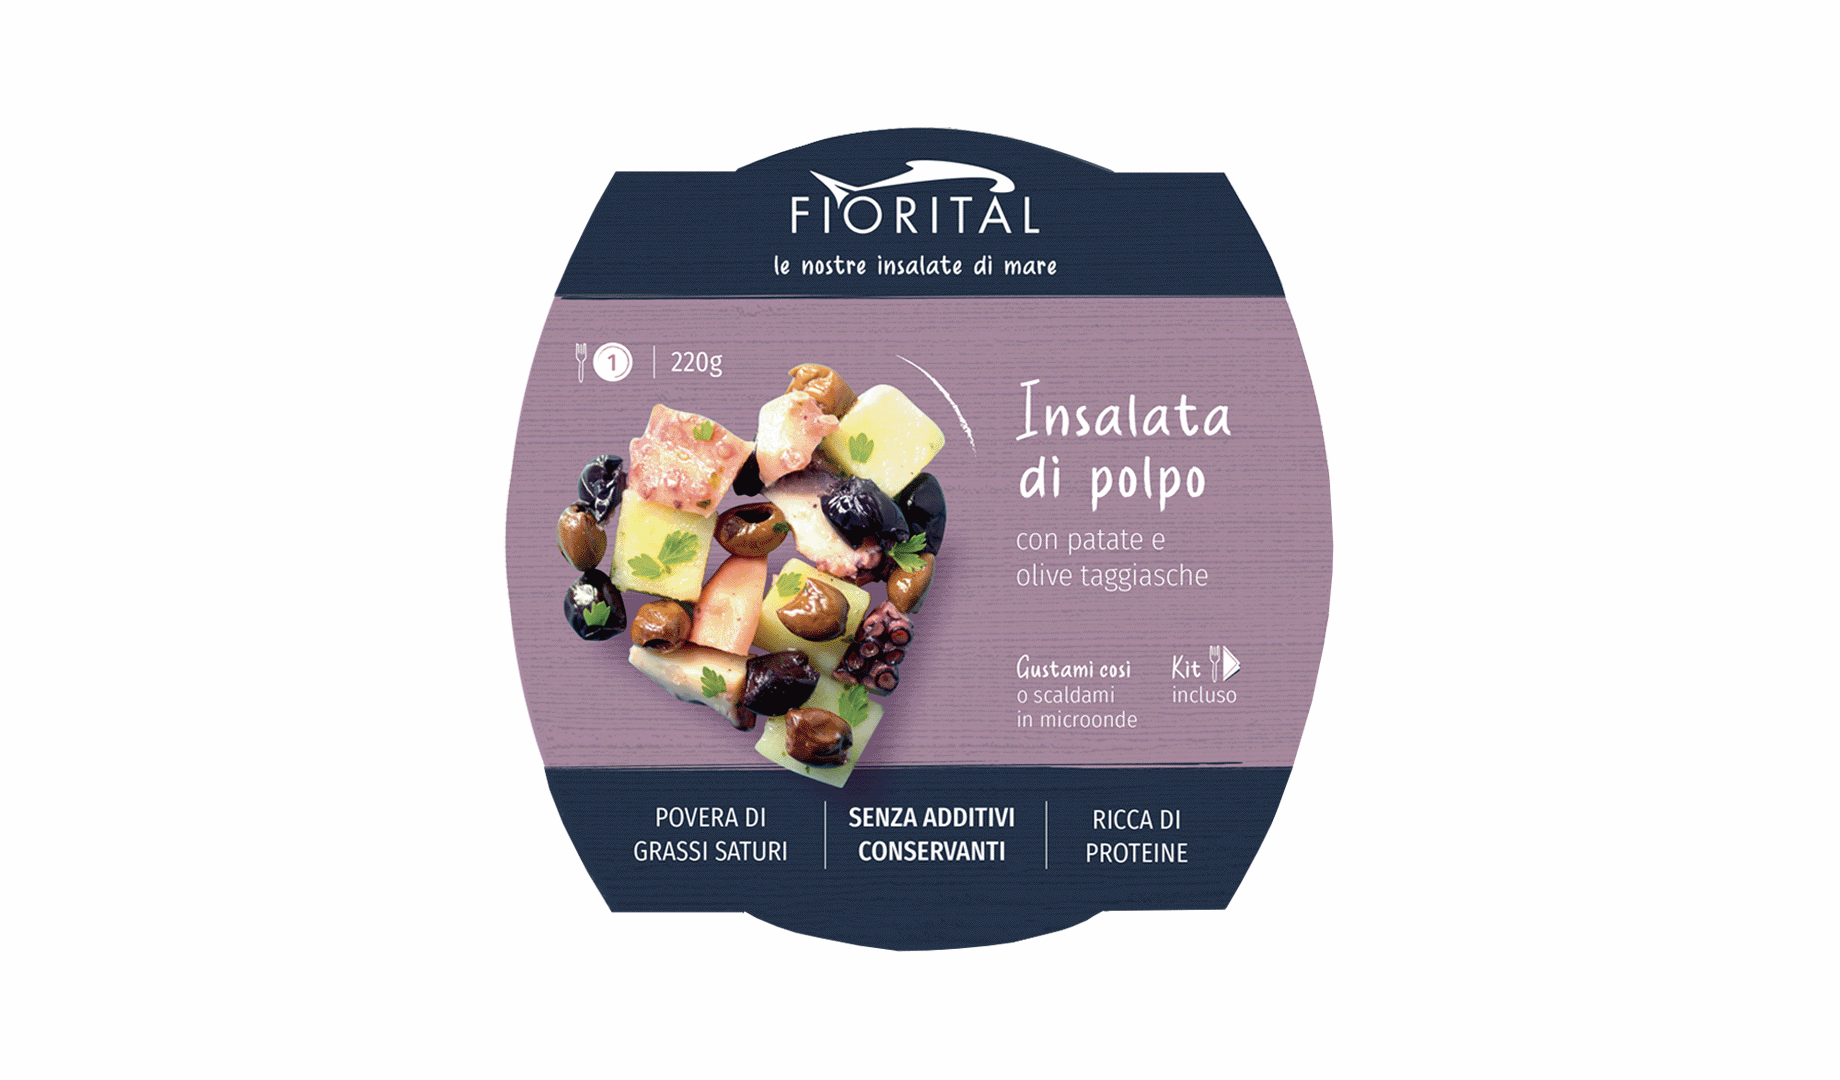 FIORITAL
le nostre insalate di mare
1 220g
Insalata
di polpo
con patate e
olive taggiasche
Gustami così
o scaldami
in microonde
Kit
incluso
POVERA DI
GRASSI SATURI
SENZA ADDITIVI
CONSERVANTI
RICCA DI
PROTEINE